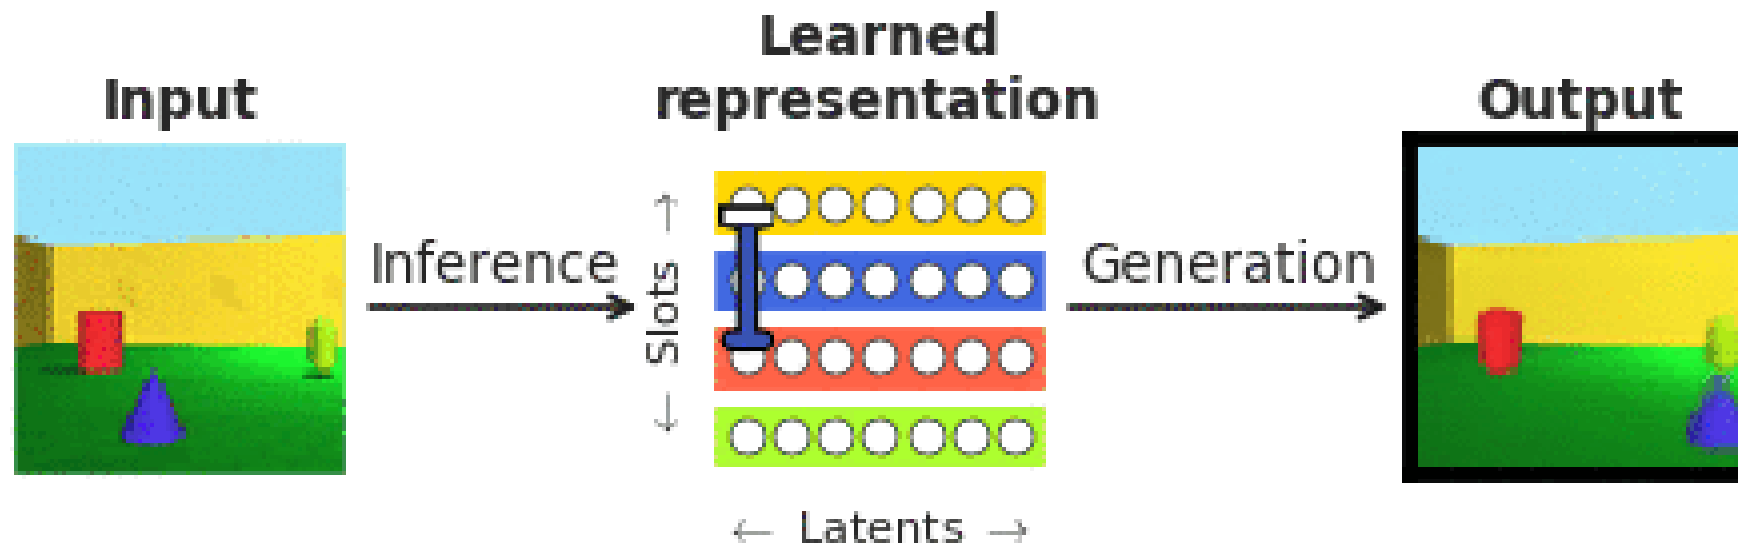 Input
Learned
representation
Output
Inference
← Slots →
Generation
← Latents →